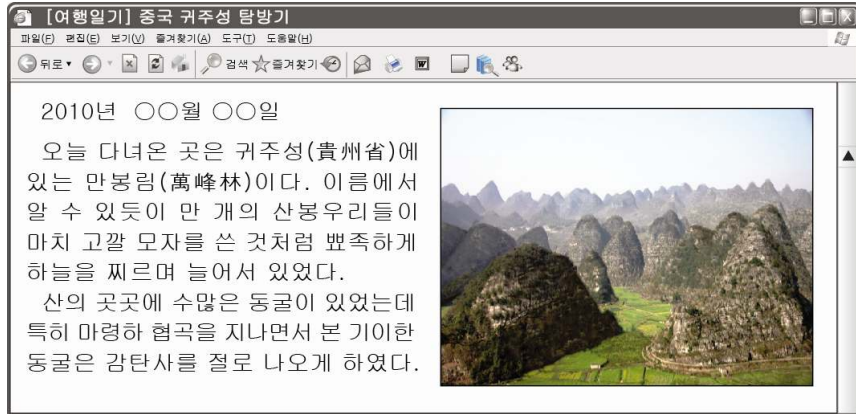 [여행일기] 중국 귀주성 탐방기
파일(F) 편집(E) 보기(V) 즐겨찾기(A) 도구(T) 도움말(H)
뒤로 검색 즐겨찾기
2010년 ○○월 ○○일
오늘 다녀온 곳은 귀주성(貴州省)에
있는 만봉림(萬峰林)이다. 이름에서
알 수 있듯이 만 개의 산봉우리들이
마치 고깔 모자를 쓴 것처럼 뾰족하게
하늘을 찌르며 늘어서 있었다.
산의 곳곳에 수많은 동굴이 있었는데
특히 마령하 협곡을 지나면서 본 기이한
동굴은 감탄사를 절로 나오게 하였다.